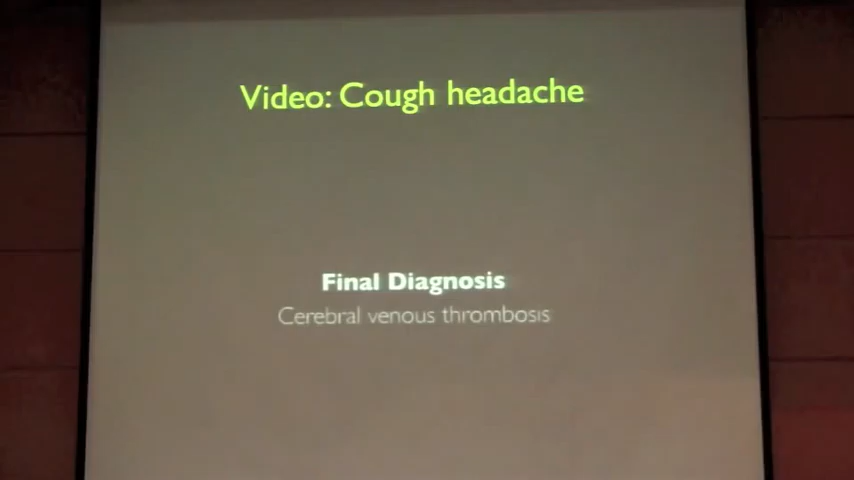 Video: Cough headache
Final Diagnosis
Cerebral venous thrombosis